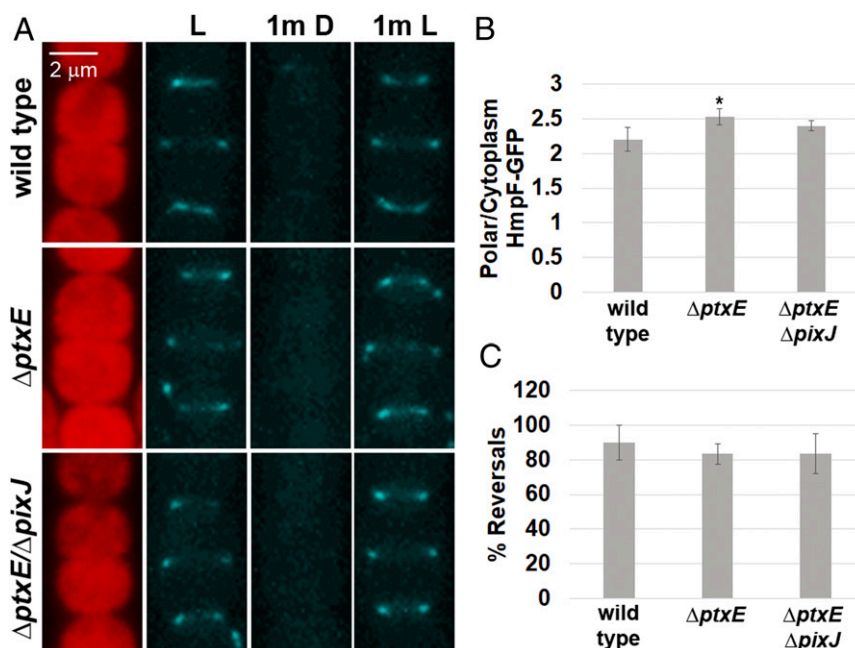 A
L 1m D 1m L
2 μm
wild type
ΔptxE
ΔptxE/ΔpixJ
B
Polar/Cytoplasm
HmpF-GFP
3
2.5
2
1.5
1
0.5
0
*
wild
type
ΔptxE
ΔptxE
ΔpixJ
C
% Reversals
120
100
80
60
40
20
0
wild
type
ΔptxE
ΔptxE
ΔpixJ